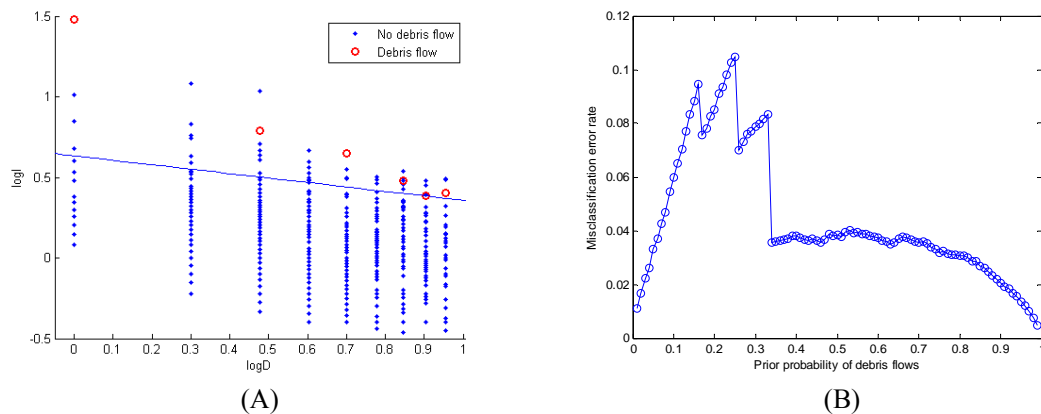 1.5
1
0.5
0
-0.5
logI
0 0.1 0.2 0.3 0.4 0.5 0.6 0.7 0.8 0.9 1
logD
No debris flow
Debris flow
(A)
0.12
0.1
0.08
0.06
0.04
0.02
0
Misclassification error rate
0 0.1 0.2 0.3 0.4 0.5 0.6 0.7 0.8 0.9 1
Prior probability of debris flows
(B)